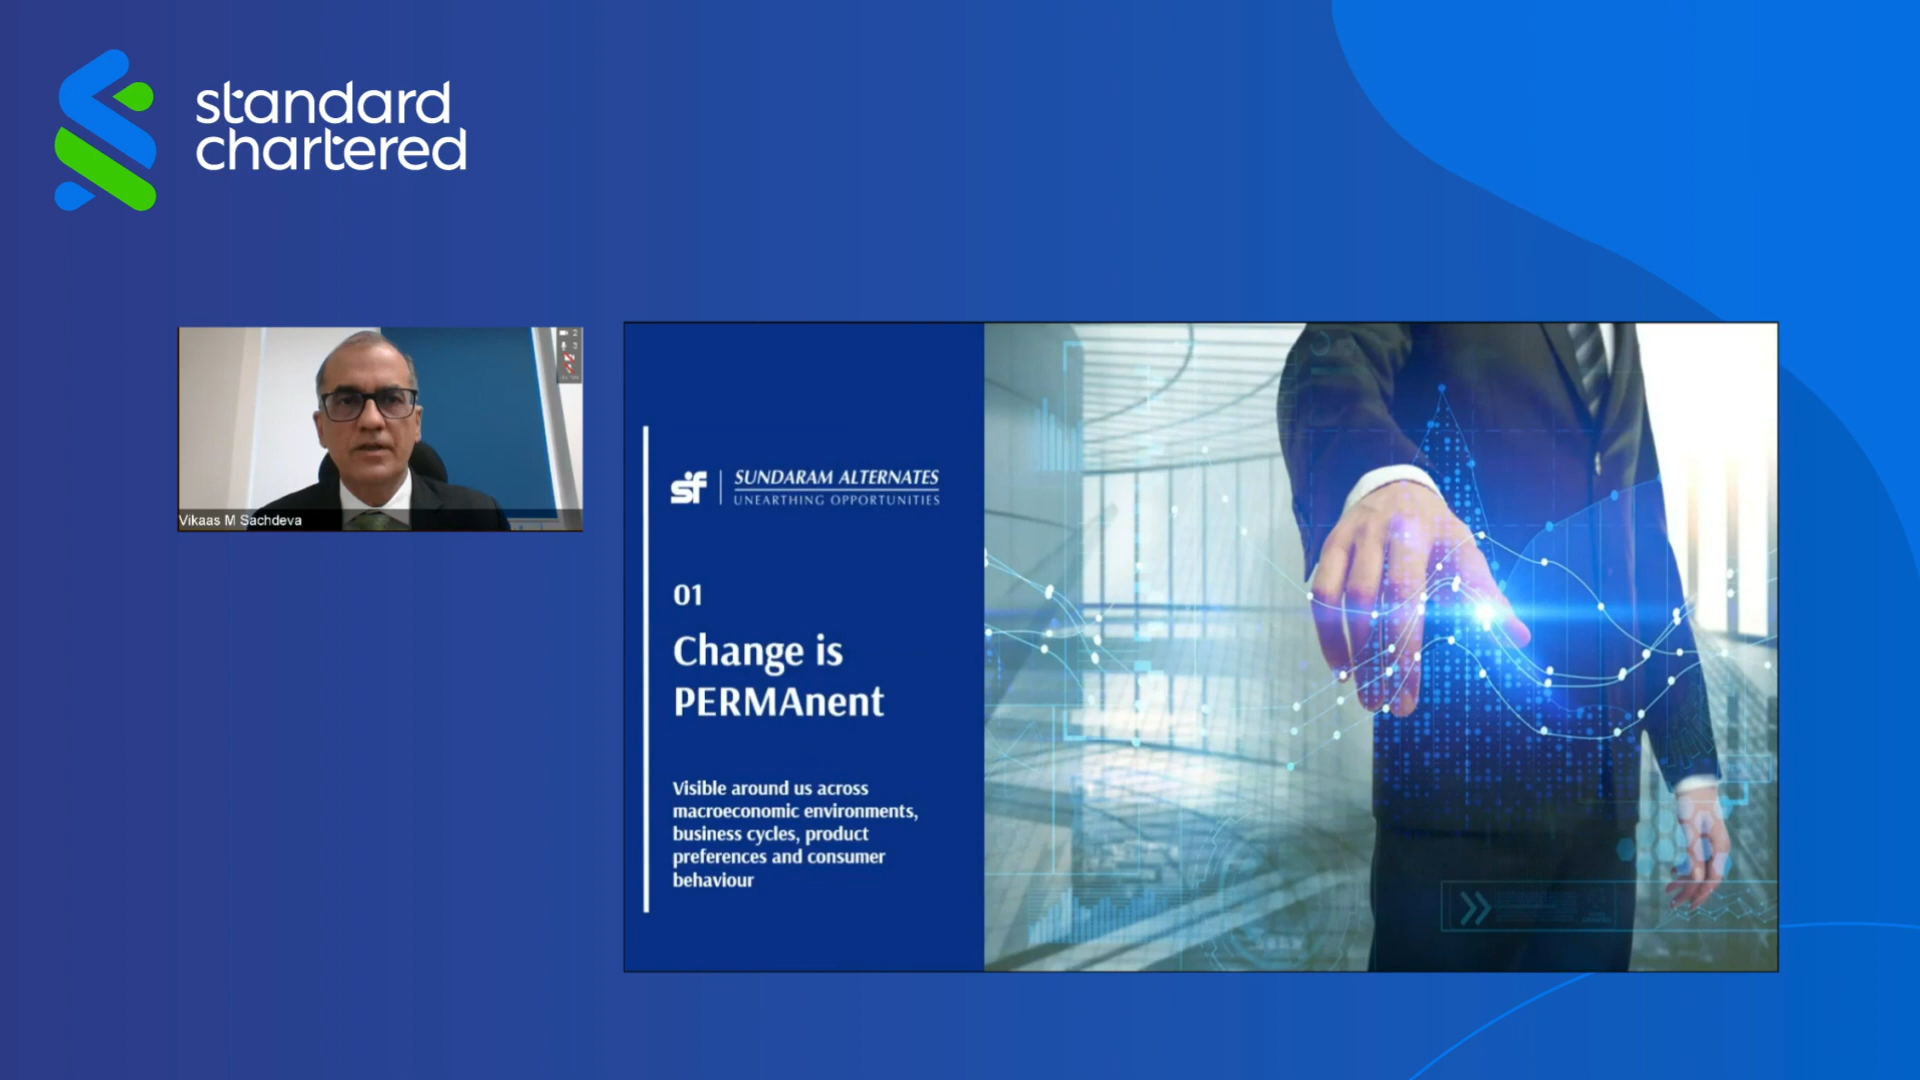 standard
chartered
Vikaas M Sachdeva
sf
SUNDARAM ALTERNATES
UNEARTHING OPPORTUNITIES
01
Change is
PERMAnent
Visible around us across
macroeconomic environments,
business cycles, product
preferences and consumer
behaviour